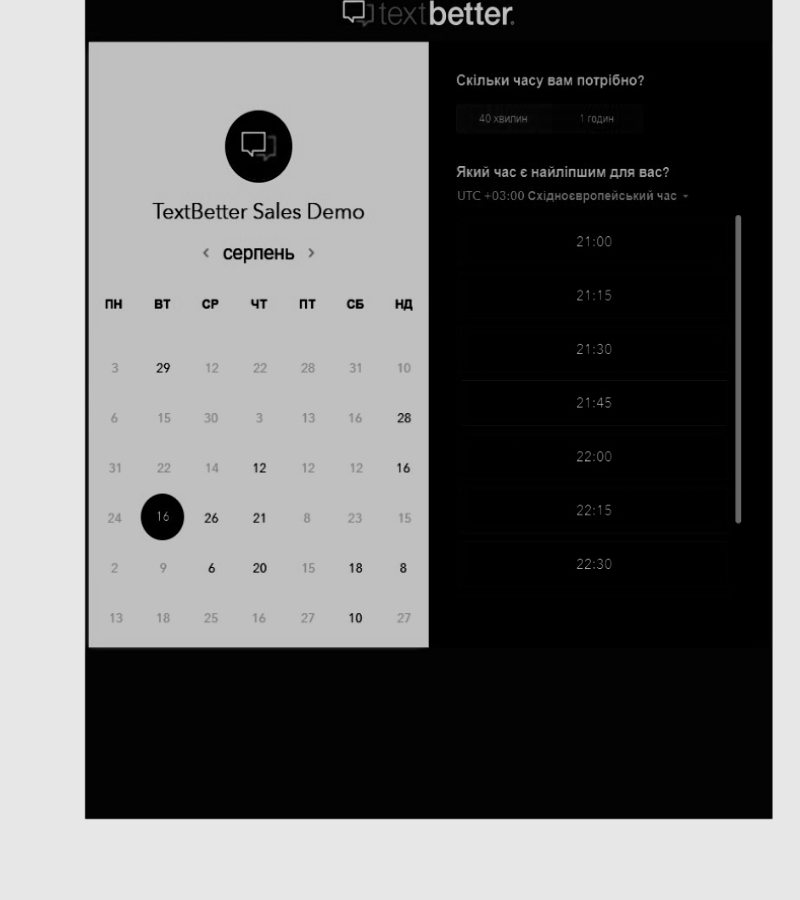 textbetter.
TextBetter Sales Demo
‹ серпень ›
ПН ВТ СР ЧТ ПТ СБ НД
3 29 12 22 28 31 10
6 15 30 3 13 16 28
31 22 14 12 12 12 16
24 16 26 21 8 23 15
2 9 6 20 15 18 8
13 18 25 16 27 10 27
Скільки часу вам потрібно?
40 хвилин 1 годин
Який час є найліпшим для вас?
UTC +03:00 Східноєвропейський час
21:00
21:15
21:30
21:45
22:00
22:15
22:30